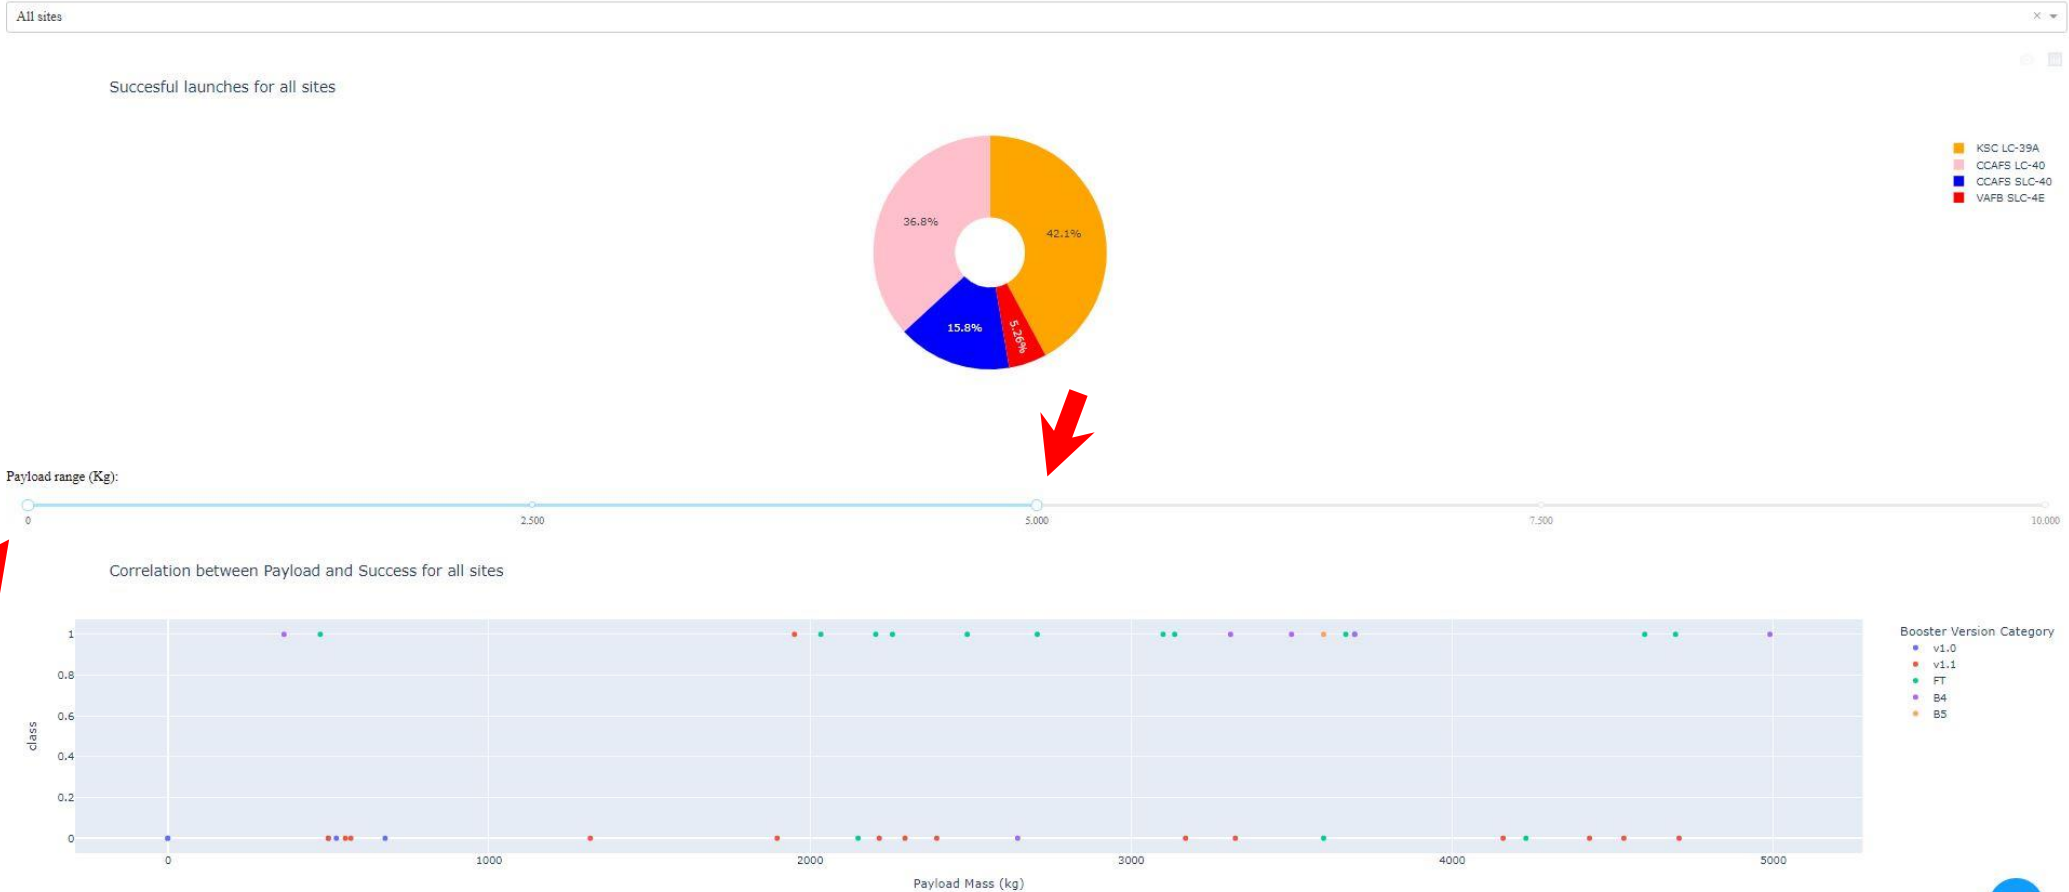 All sites
Succesful launches for all sites
KSC LC-39A
CCAFS LC-40
CCAFS SLC-40
VAFB SLC-4E
36.8%
42.1%
15.8%
5.26%
Payload range (Kg):
0 2.500 5.000 7.500 10.000
Correlation between Payload and Success for all sites
Booster Version Category
v1.0
v1.1
FT
B4
B5
class
1
0.8
0.6
0.4
0.2
0
0 1000 2000 3000 4000 5000
Payload Mass (kg)